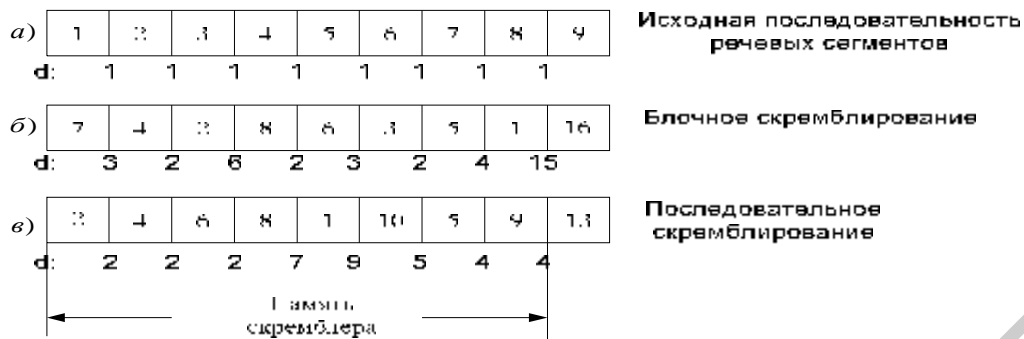 а) 1 2 3 4 5 6 7 8 9 Исходная последовательность
речевых сегментов
d: 1 1 1 1 1 1 1 1
б) 7 4 2 8 6 3 5 1 16 Блочное скремблирование
d: 3 2 6 2 3 2 4 15
в) 2 4 6 8 1 10 5 9 13 Последовательное
скремблирование
d: 2 2 2 7 9 5 4 4
Память
скремблера